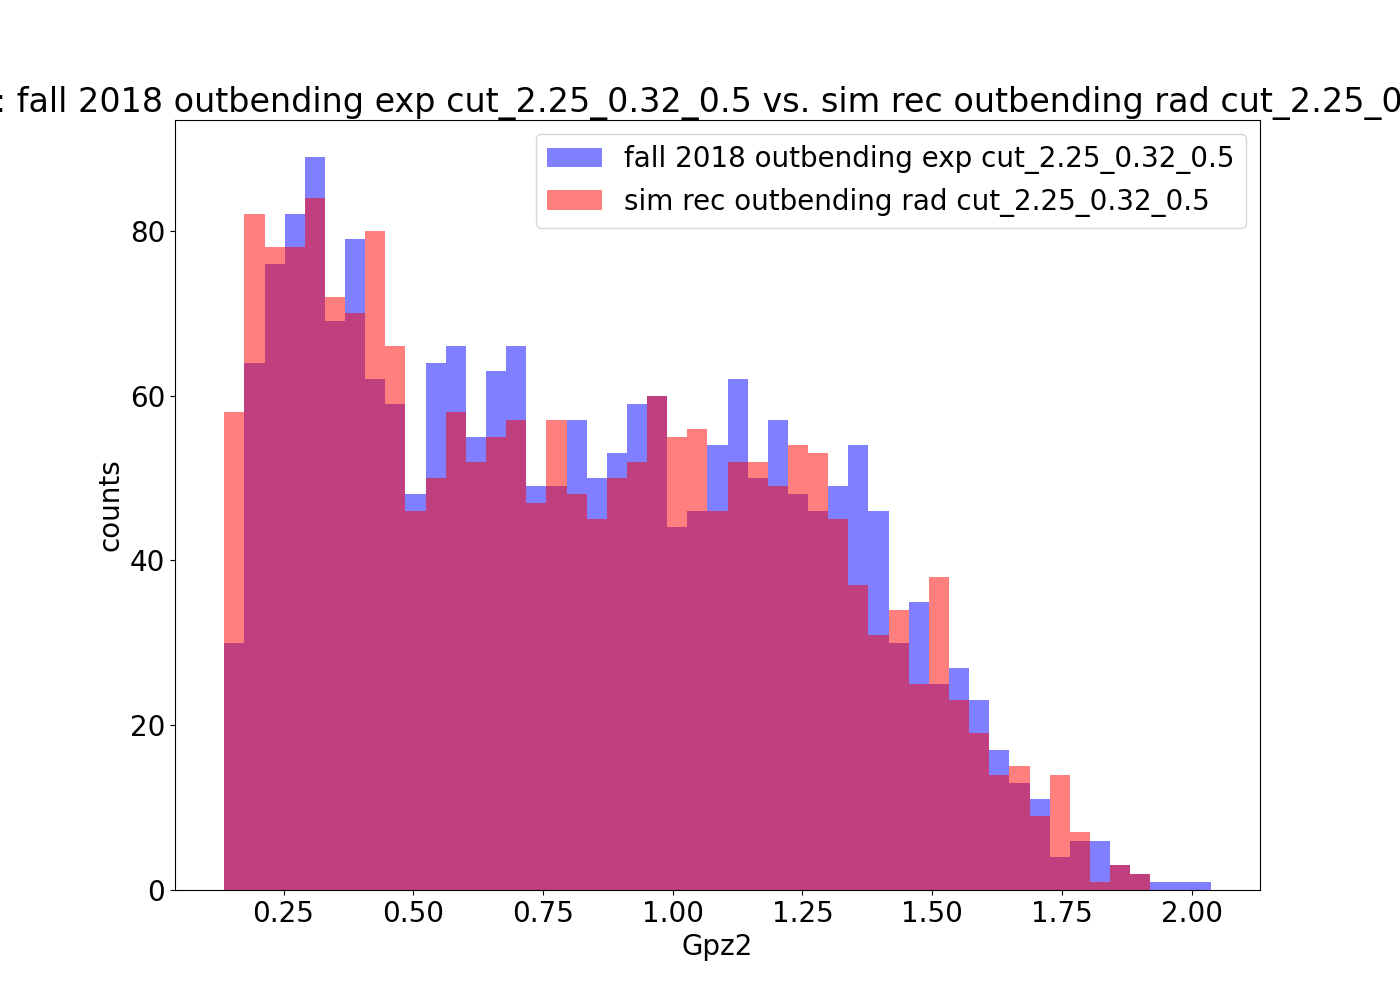 : fall 2018 outbending exp cut_2.25_0.32_0.5 vs. sim rec outbending rad cut_2.25_0
fall 2018 outbending exp cut_2.25_0.32_0.5
sim rec outbending rad cut_2.25_0.32_0.5
80
60
40
20
0
counts
0.25 0.50 0.75 1.00 1.25 1.50 1.75 2.00
Gpz2